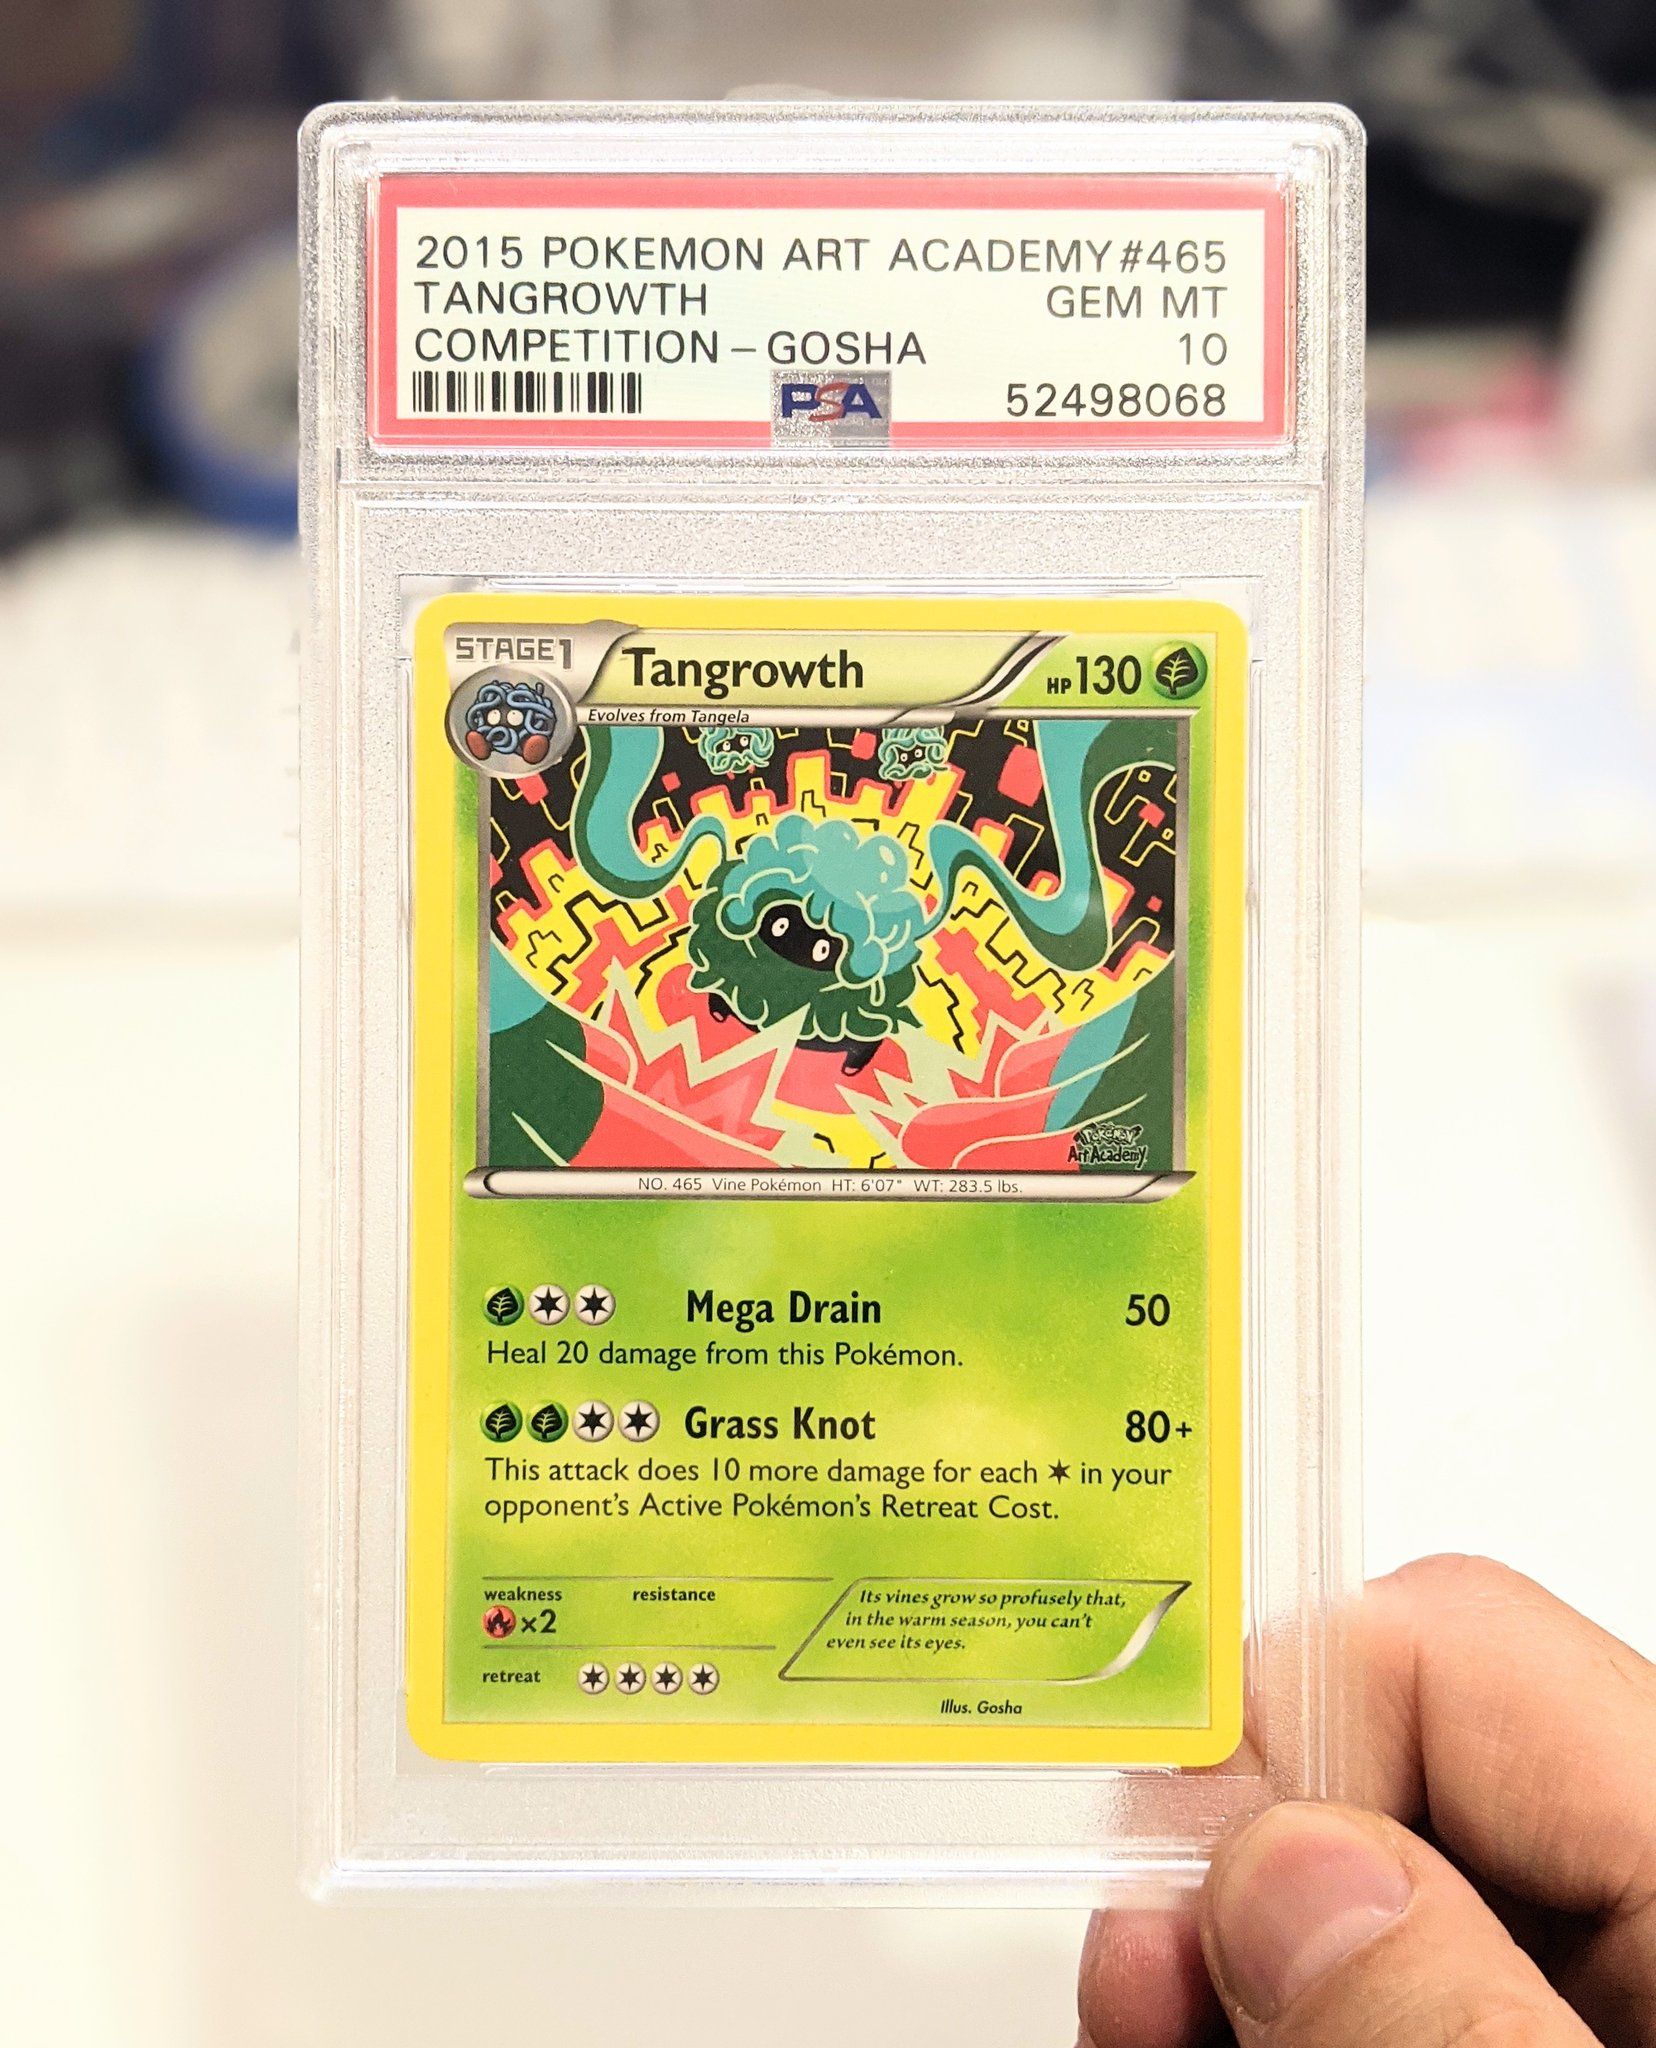 2015 POKEMON ART ACADEMY #465
TANGROWTH GEM MT
COMPETITION – GOSHA 10
PSA 52498068
STAGE1 Tangrowth HP 130
Evolves from Tangela
Pokémon
Art Academy
NO. 465 Vine Pokémon HT: 6'07" WT: 283.5 lbs.
Mega Drain 50
Heal 20 damage from this Pokémon.
Grass Knot 80+
This attack does 10 more damage for each ✶ in your
opponent's Active Pokémon's Retreat Cost.
weakness resistance
×2
retreat
Its vines grow so profusely that,
in the warm season, you can't
even see its eyes.
Illus. Gosha